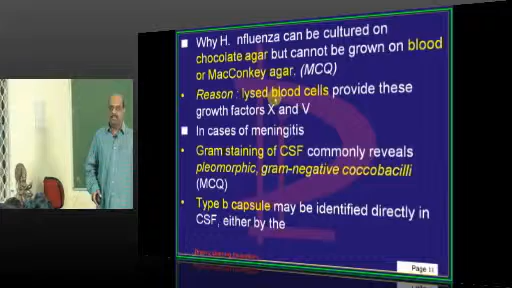 Why H. nfluenza can be cultured on
chocolate agar but cannot be grown on blood
or MacConkey agar. (MCQ)
Reason : lysed blood cells provide these
growth factors X and V
In cases of meningitis
Gram staining of CSF commonly reveals
pleomorphic, gram-negative coccobacilli
(MCQ)
Type b capsule may be identified directly in
CSF, either by the
Page 11